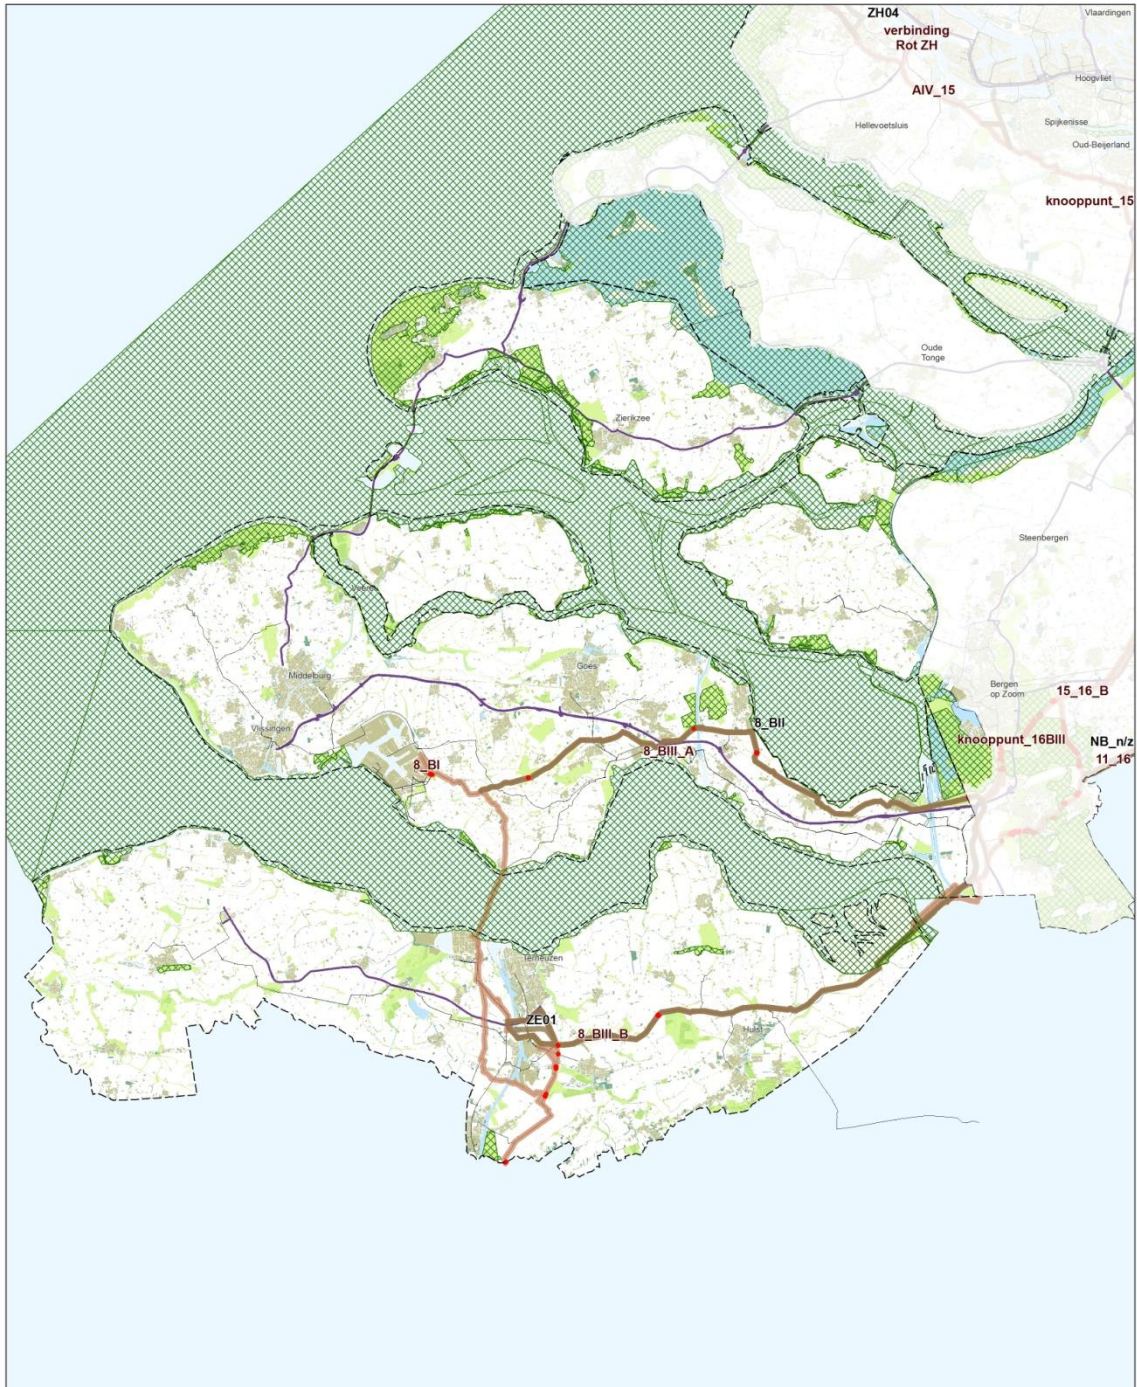 ZH04
Vlaardingen
verbinding
Rot ZH
Hoogvliet
AIV_15
Hellevoetsluis
Spijkenisse
Oud-Beijerland
knooppunt_15
Oude
Tonge
Zierikzee
Steenbergen
Veere
Goes
Middelburg
Bergen
op Zoom
15_16_B
8_BII
Vlissingen
knooppunt_16BIII
NB_n/z
8_BIII_A
11_16
8_BI
Terneuzen
ZE01
8_BIII_B
Hulst